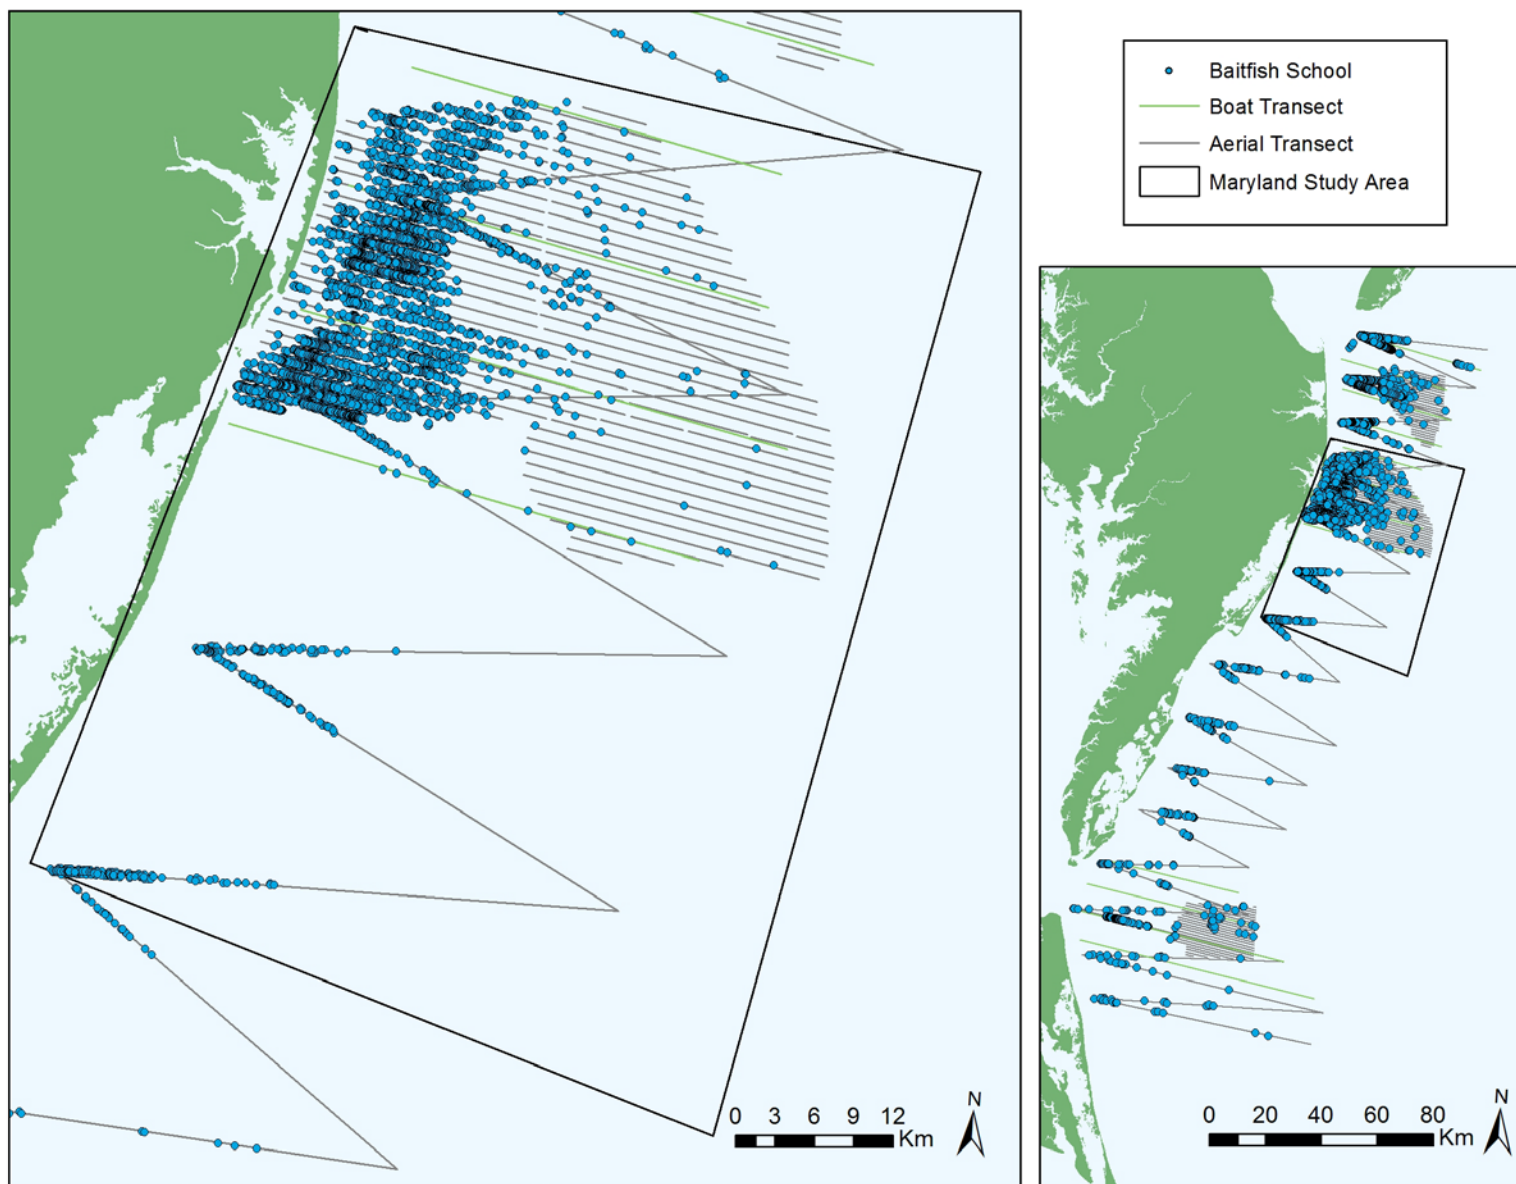 Baitfish School
Boat Transect
Aerial Transect
Maryland Study Area
N
0 3 6 9 12
Km
N
0 20 40 60 80
Km